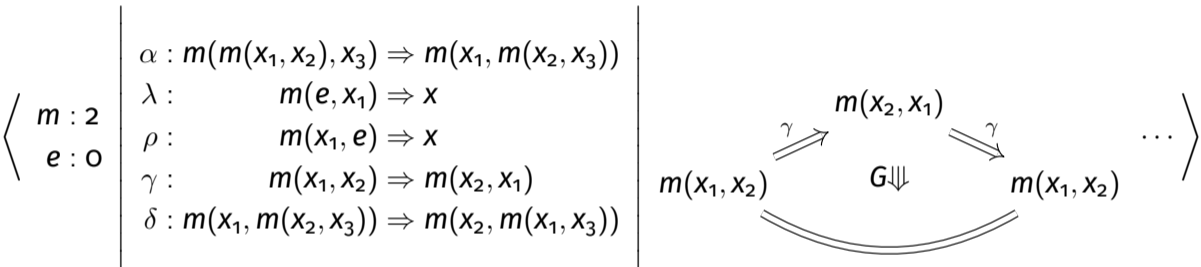 m : 2
e : 0
α : m(m(x₁, x₂), x₃) ⇒ m(x₁, m(x₂, x₃))
λ : m(e, x₁) ⇒ x
ρ : m(x₁, e) ⇒ x
γ : m(x₁, x₂) ⇒ m(x₂, x₁)
δ : m(x₁, m(x₂, x₃)) ⇒ m(x₂, m(x₁, x₃))
m(x₂, x₁)
γ γ
m(x₁, x₂) G⤋ m(x₁, x₂)
⋯